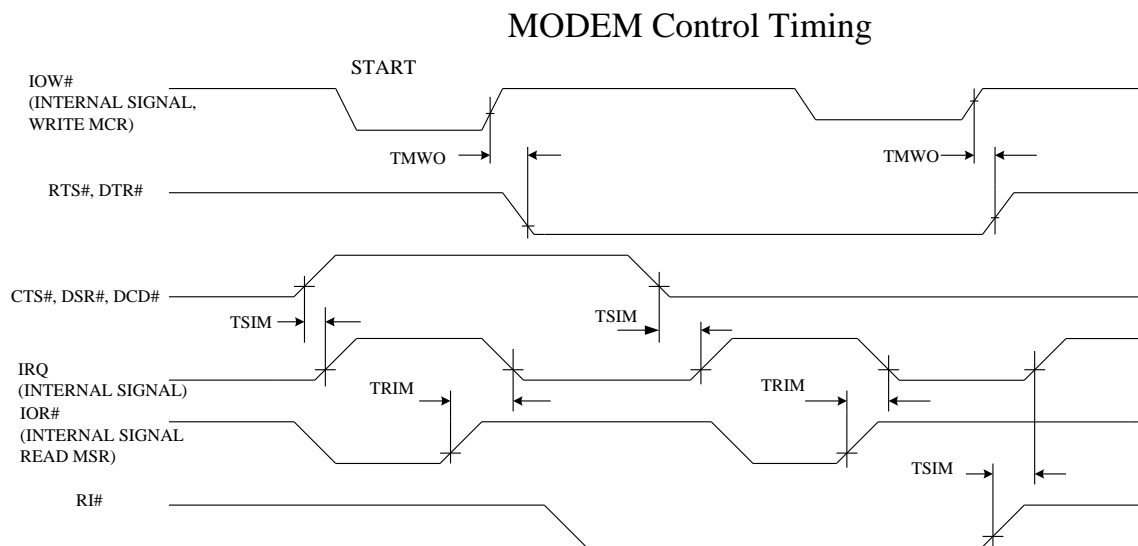 MODEM Control Timing
START
IOW#
(INTERNAL SIGNAL,
WRITE MCR)
TMWO
TMWO
RTS#, DTR#
CTS#, DSR#, DCD#
TSIM
TSIM
IRQ
(INTERNAL SIGNAL)
TRIM
TRIM
IOR#
(INTERNAL SIGNAL
READ MSR)
TSIM
RI#